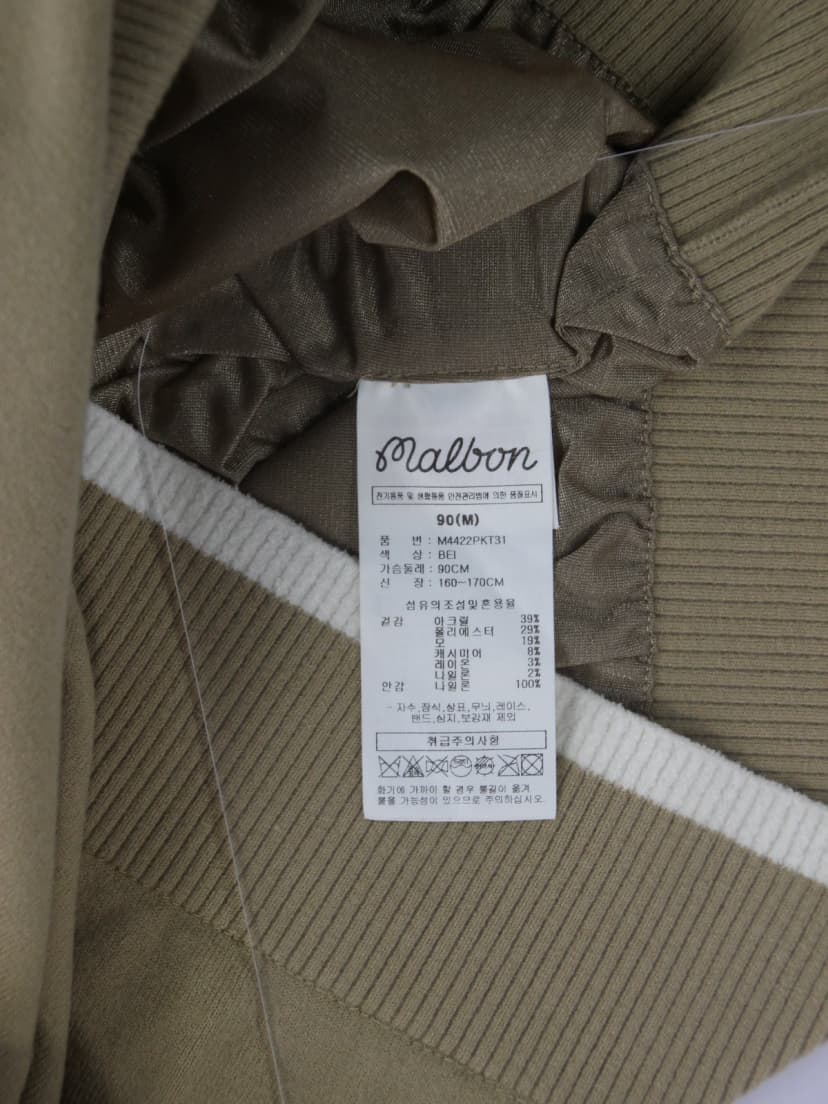 malbon
전기용품 및 생활용품 안전관리법에 의한 품질표시
90(M)
품 번 : M4422PKT31
색 상 : BEI
가슴둘레 : 90CM
신 장 : 160~170CM
섬유의조성및혼용율
겉감 아크릴 39%
폴리에스터 29%
모 19%
캐시미어 8%
레이온 3%
나일론 2%
안감 나일론 100%
- 자수,장식,상표,무늬,레이스,
밴드,심지,보강재 제외
취급주의사항
화기에 가까이 할 경우 불길이 옮겨
붙을 가능성이 있으므로 주의하십시오.